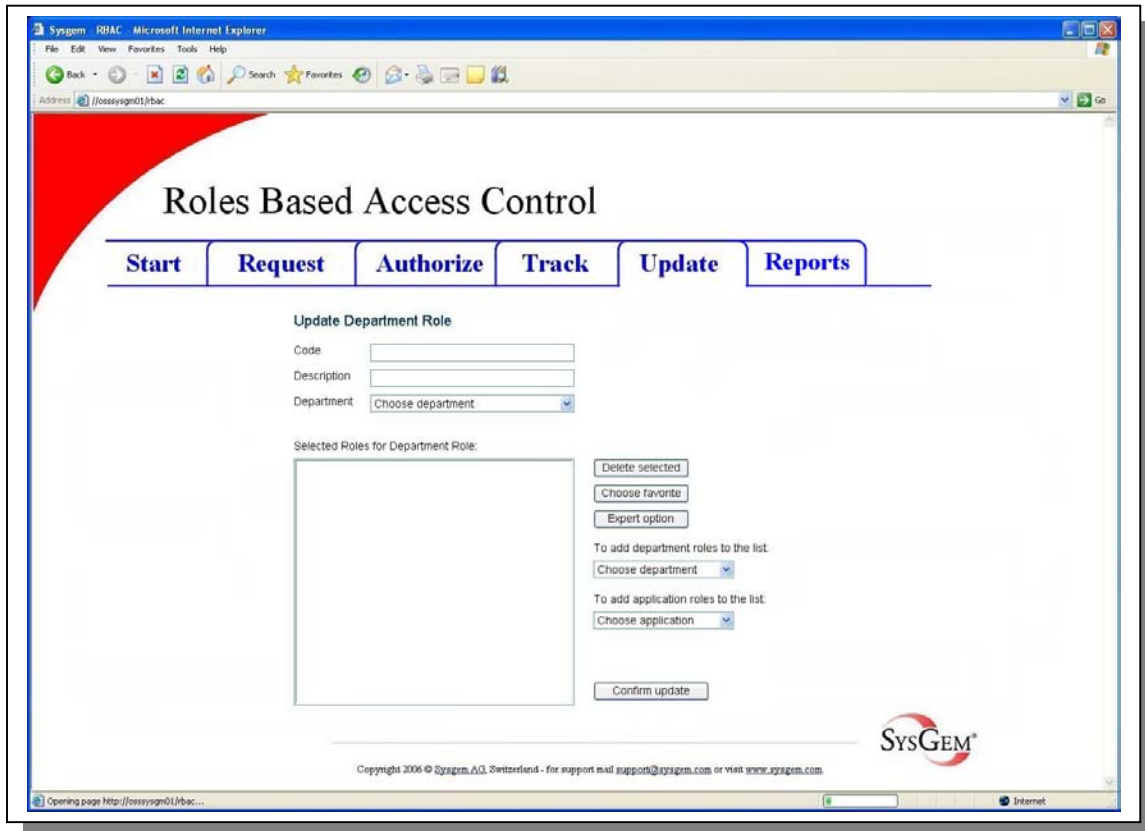 Sysgem - RBAC - Microsoft Internet Explorer
File Edit View Favorites Tools Help
Back Search Favorites
Address //osssysgm01/rbac Go
Roles Based Access Control
Start Request Authorize Track Update Reports
Update Department Role
Code
Description
Department Choose department
Selected Roles for Department Role:
Delete selected
Choose favorite
Expert option
To add department roles to the list:
Choose department
To add application roles to the list:
Choose application
Confirm update
SYSGEM®
Copyright 2006 © Sysgem AG, Switzerland - for support mail support@sysgem.com or visit www.sysgem.com
Opening page http://osssysgm01/rbac... Internet